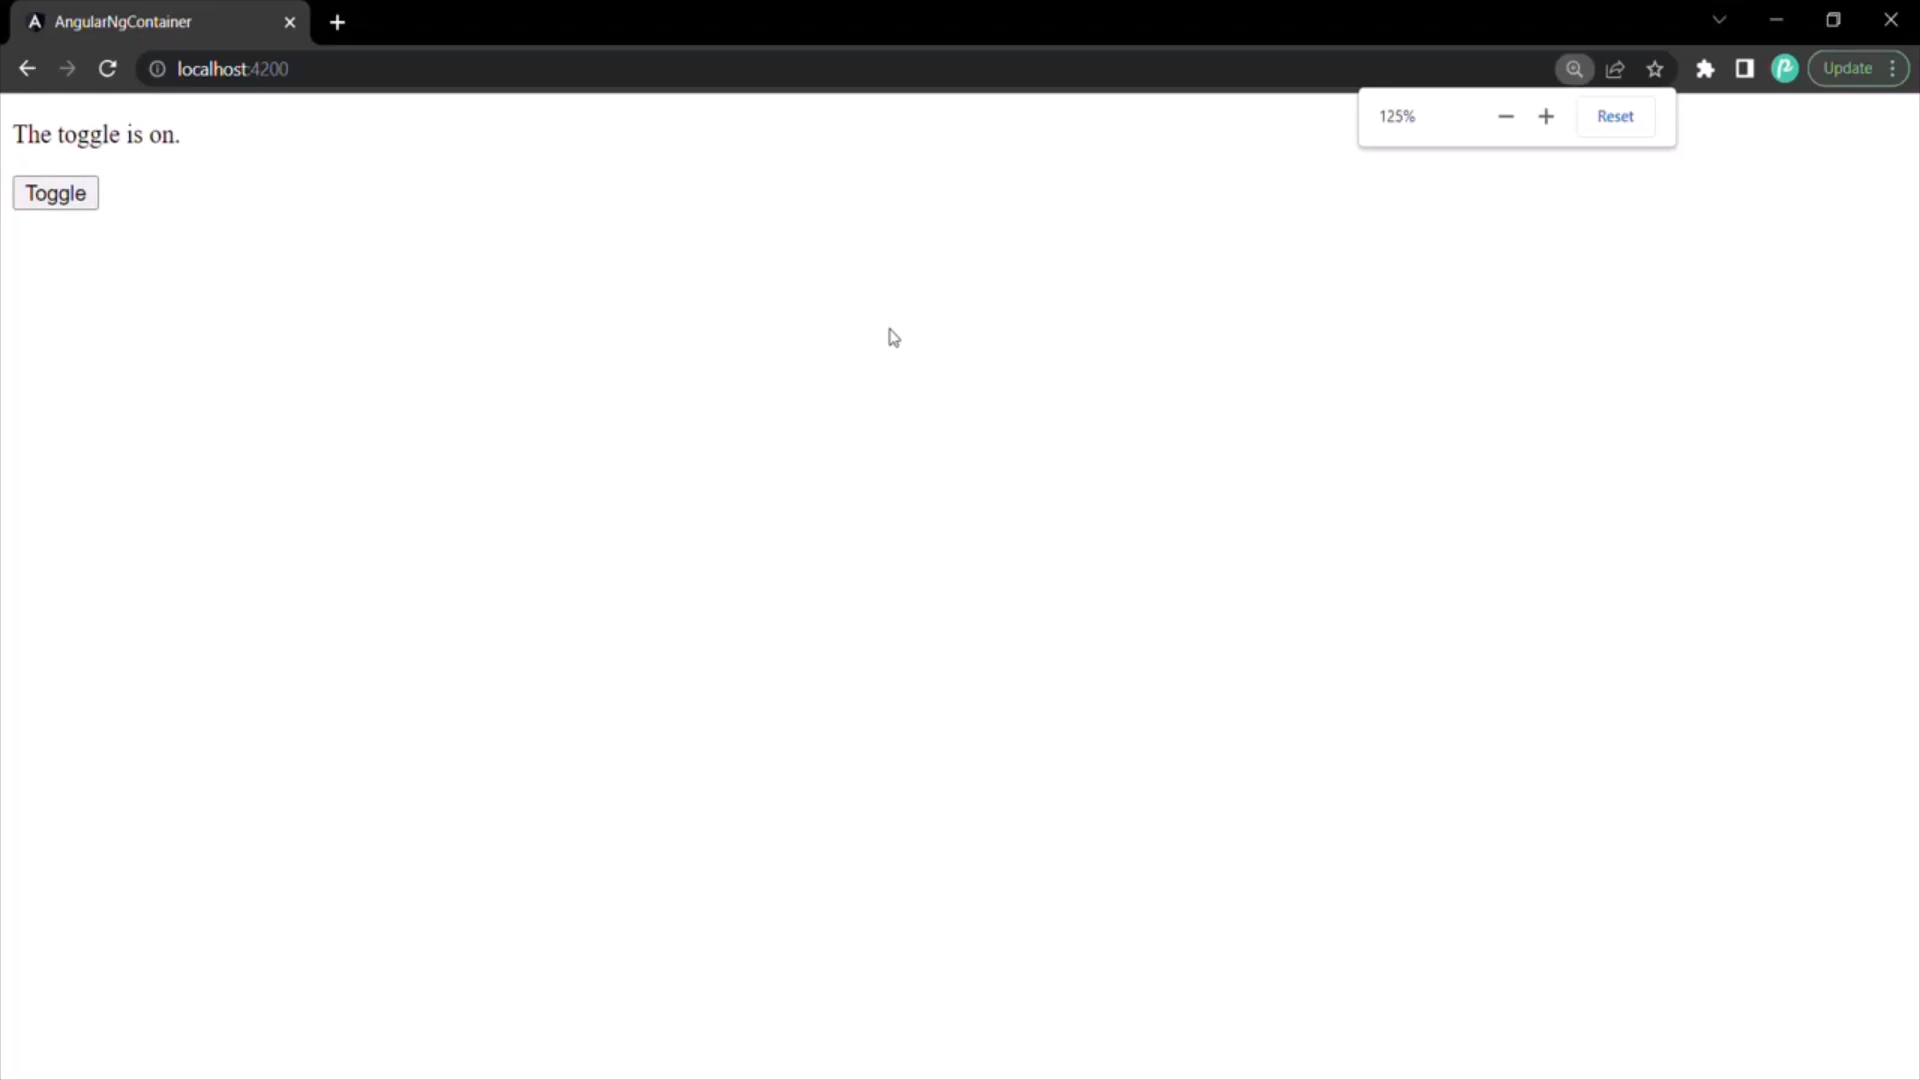 AngularNgContainer
localhost:4200
Update
125%
Reset
The toggle is on.
Toggle